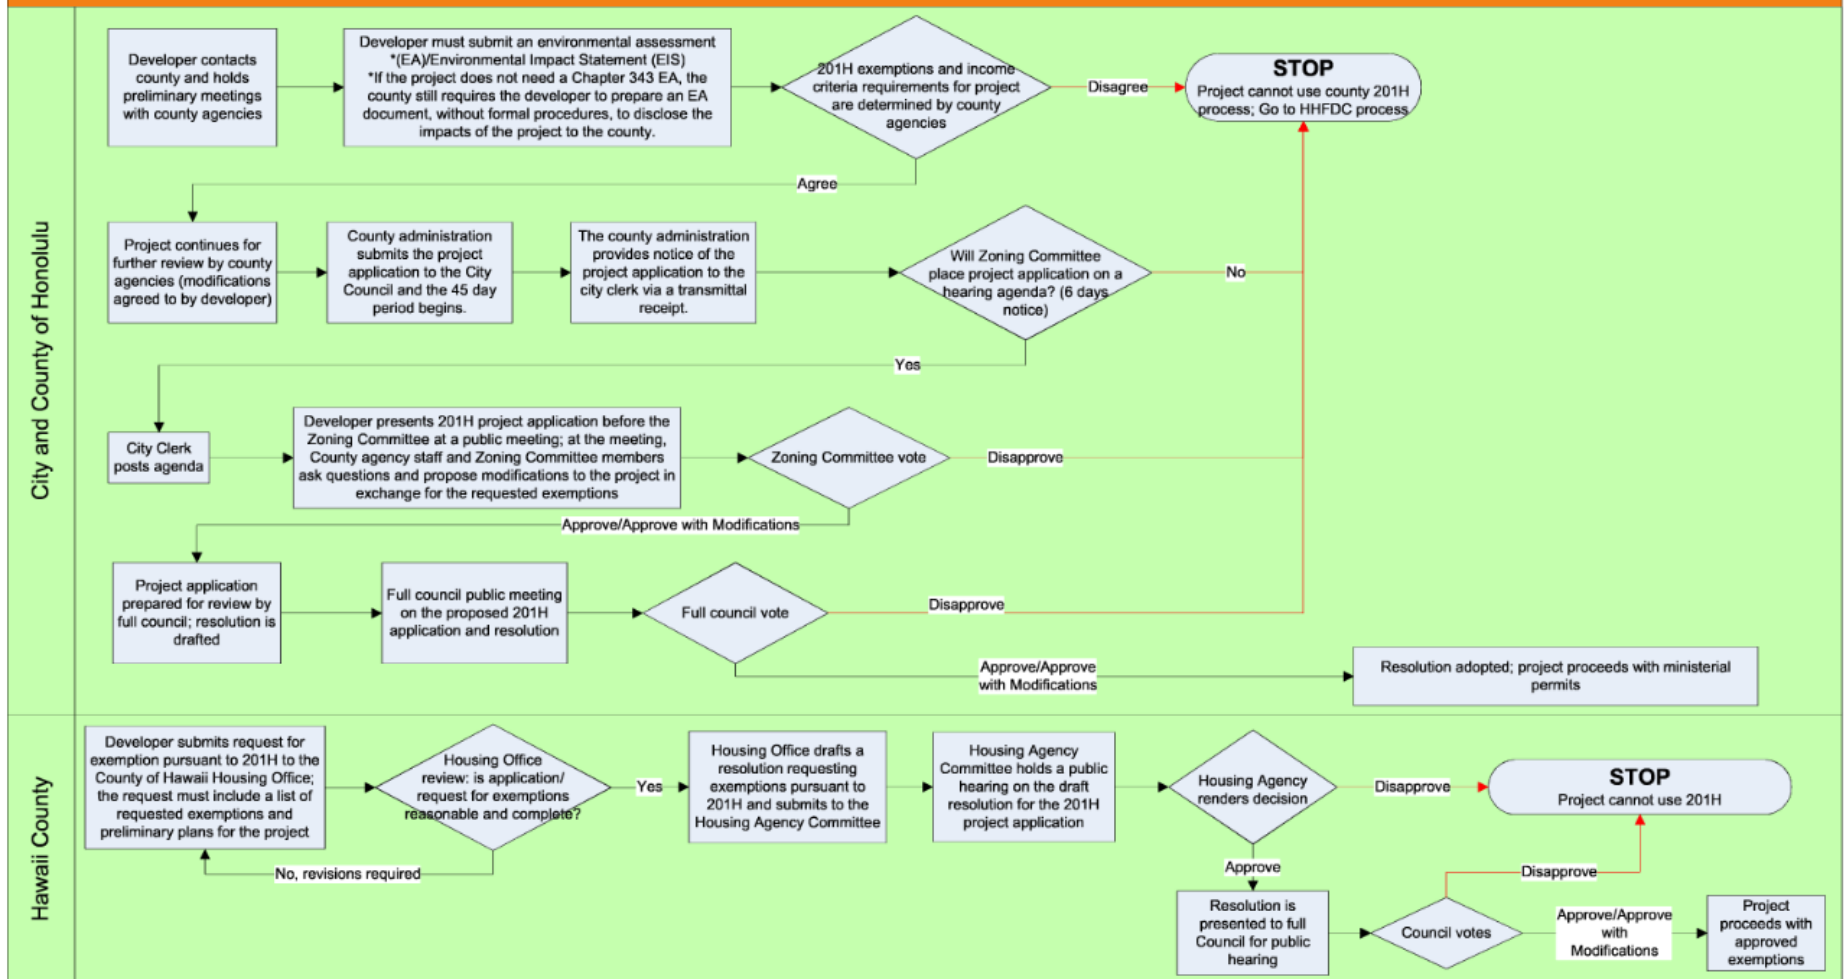 City and County of Honolulu
Developer contacts
county and holds
preliminary meetings
with county agencies
Developer must submit an environmental assessment
*(EA)/Environmental Impact Statement (EIS)
*If the project does not need a Chapter 343 EA, the
county still requires the developer to prepare an EA
document, without formal procedures, to disclose the
impacts of the project to the county.
201H exemptions and income
criteria requirements for project
are determined by county
agencies
Disagree
STOP
Project cannot use county 201H
process; Go to HHFDC process
Agree
Project continues for
further review by county
agencies (modifications
agreed to by developer)
County administration
submits the project
application to the City
Council and the 45 day
period begins.
The county administration
provides notice of the
project application to the
city clerk via a transmittal
receipt.
Will Zoning Committee
place project application on a
hearing agenda? (6 days
notice)
No
Yes
City Clerk
posts agenda
Developer presents 201H project application before the
Zoning Committee at a public meeting; at the meeting,
County agency staff and Zoning Committee members
ask questions and propose modifications to the project in
exchange for the requested exemptions
Zoning Committee vote
Disapprove
Approve/Approve with Modifications
Project application
prepared for review by
full council; resolution is
drafted
Full council public meeting
on the proposed 201H
application and resolution
Full council vote
Disapprove
Approve/Approve
with Modifications
Resolution adopted; project proceeds with ministerial
permits
Hawaii County
Developer submits request for
exemption pursuant to 201H to the
County of Hawaii Housing Office;
the request must include a list of
requested exemptions and
preliminary plans for the project
Housing Office
review: is application/
request for exemptions
reasonable and complete?
Yes
No, revisions required
Housing Office drafts a
resolution requesting
exemptions pursuant to
201H and submits to the
Housing Agency Committee
Housing Agency
Committee holds a public
hearing on the draft
resolution for the 201H
project application
Housing Agency
renders decision
Disapprove
STOP
Project cannot use 201H
Approve
Resolution is
presented to full
Council for public
hearing
Council votes
Disapprove
Approve/Approve
with
Modifications
Project
proceeds with
approved
exemptions